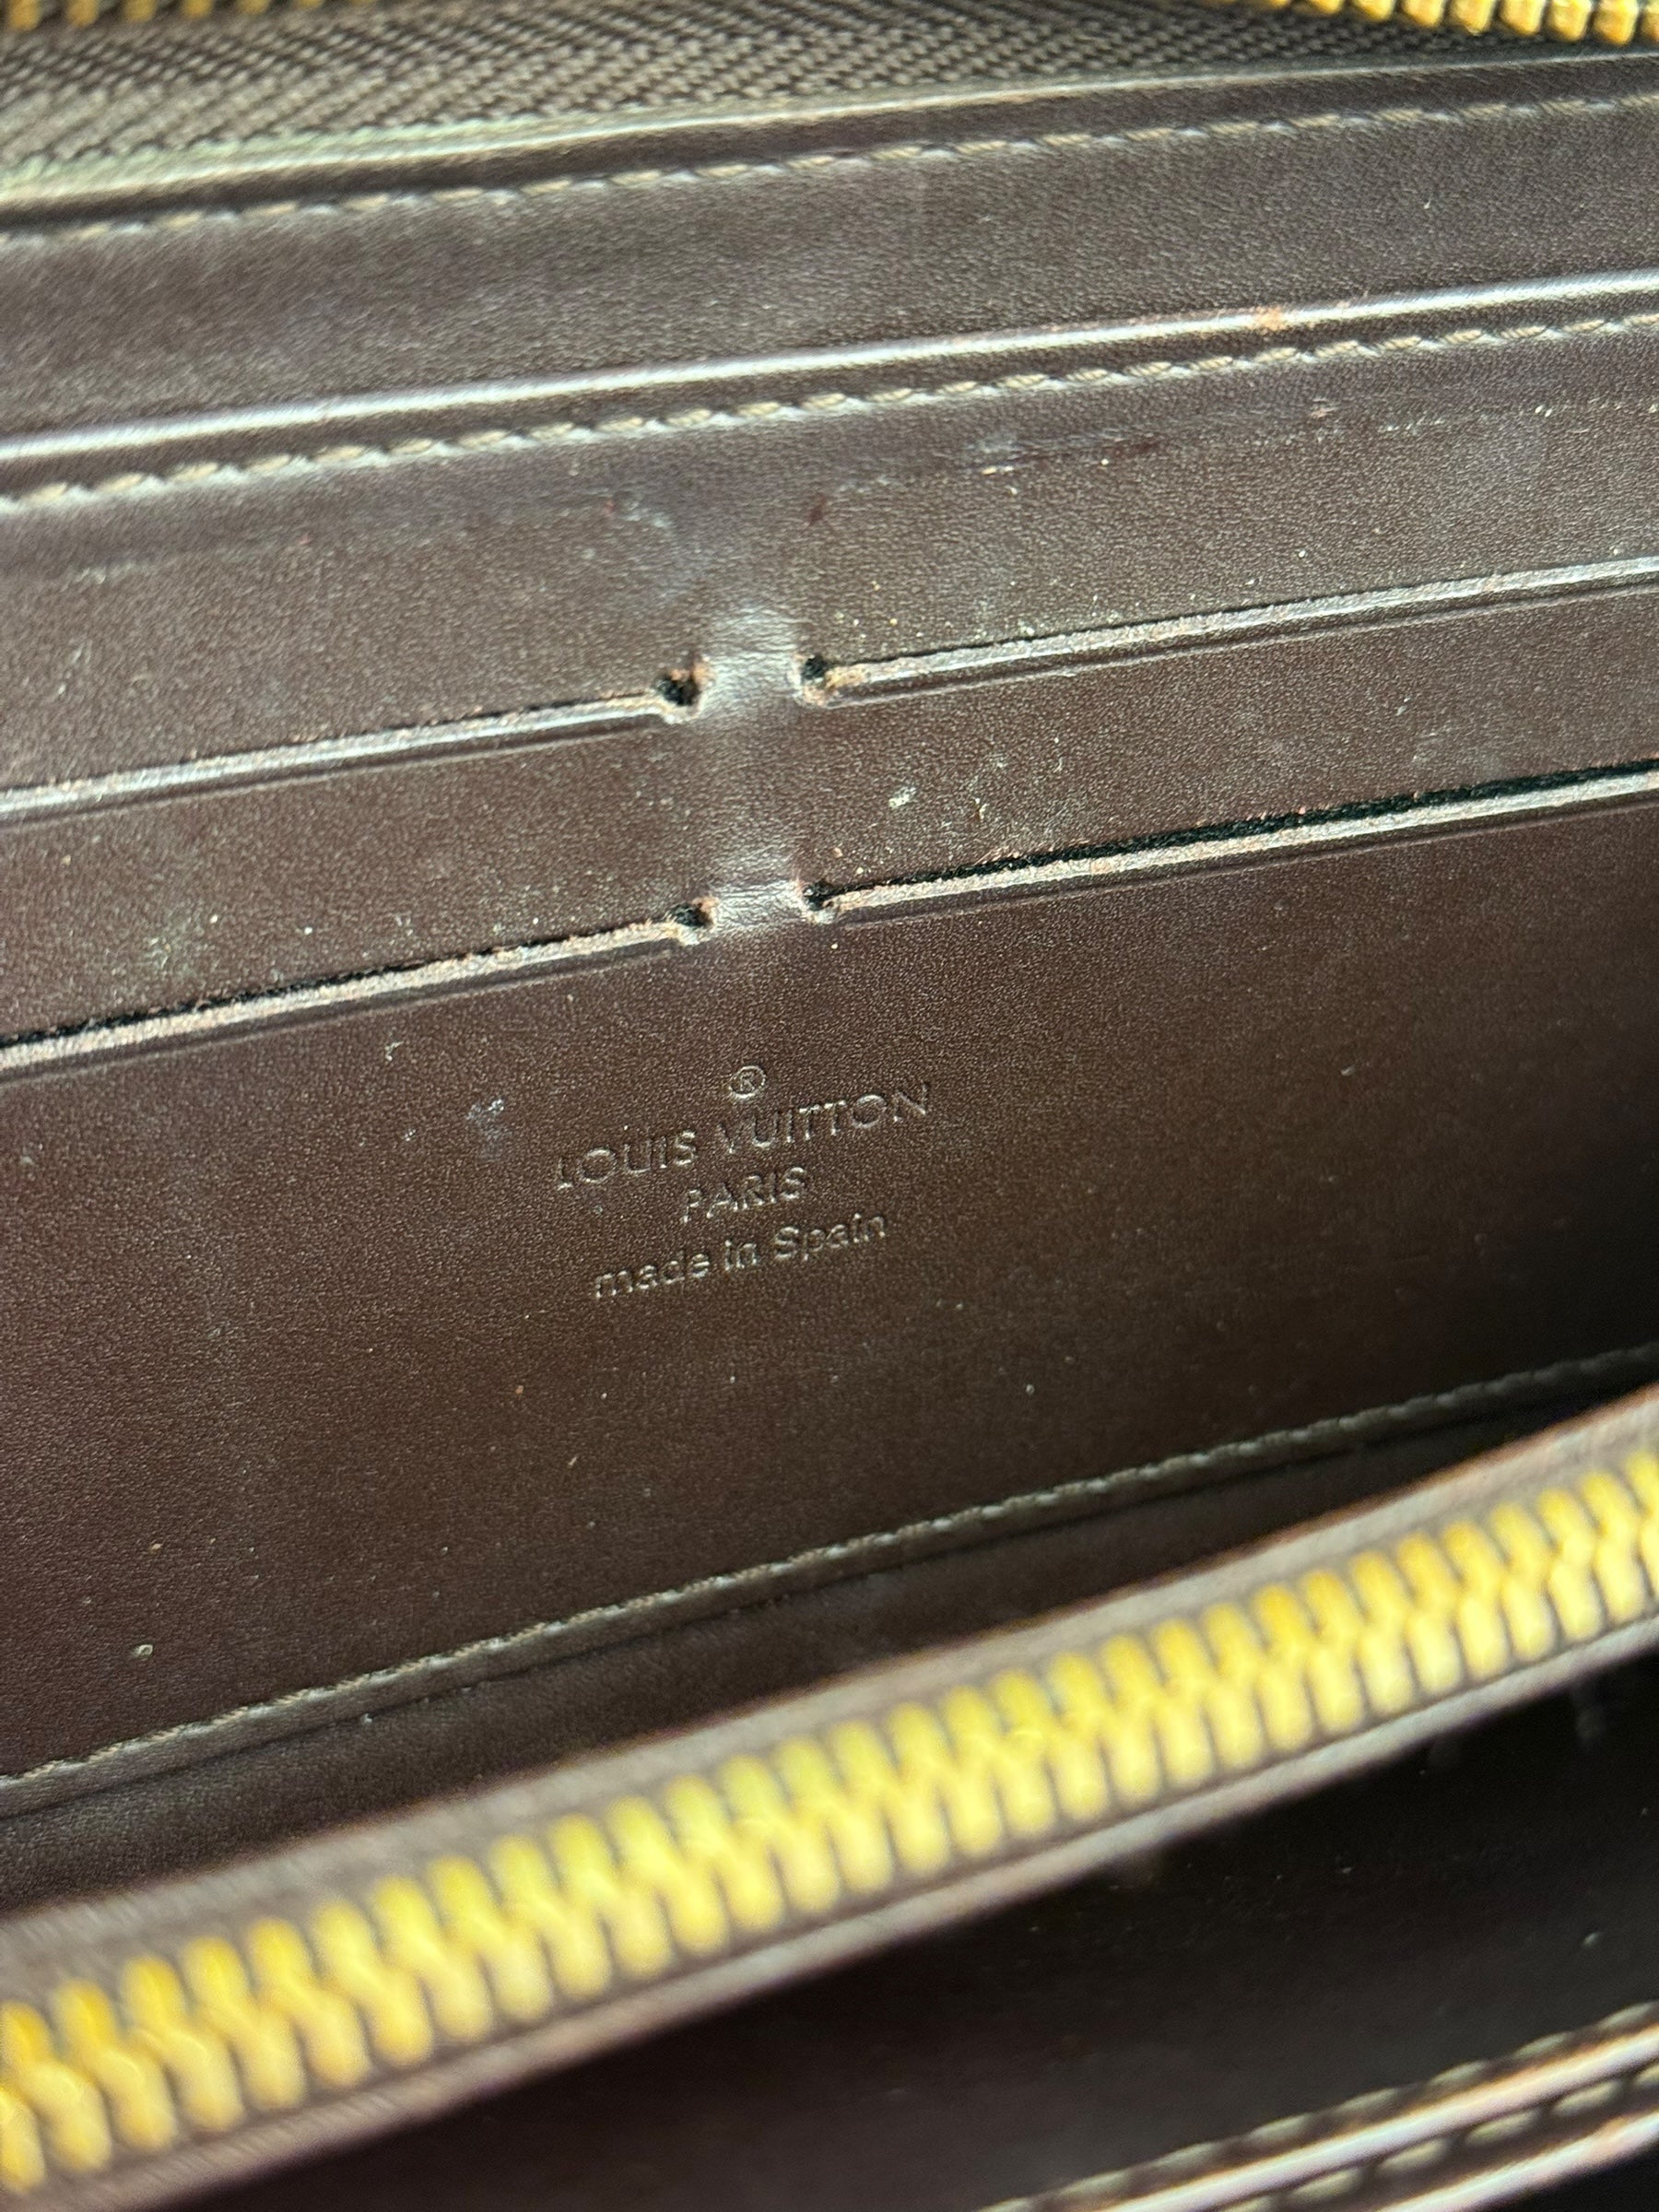 ®
LOUIS VUITTON
PARIS
made in Spain